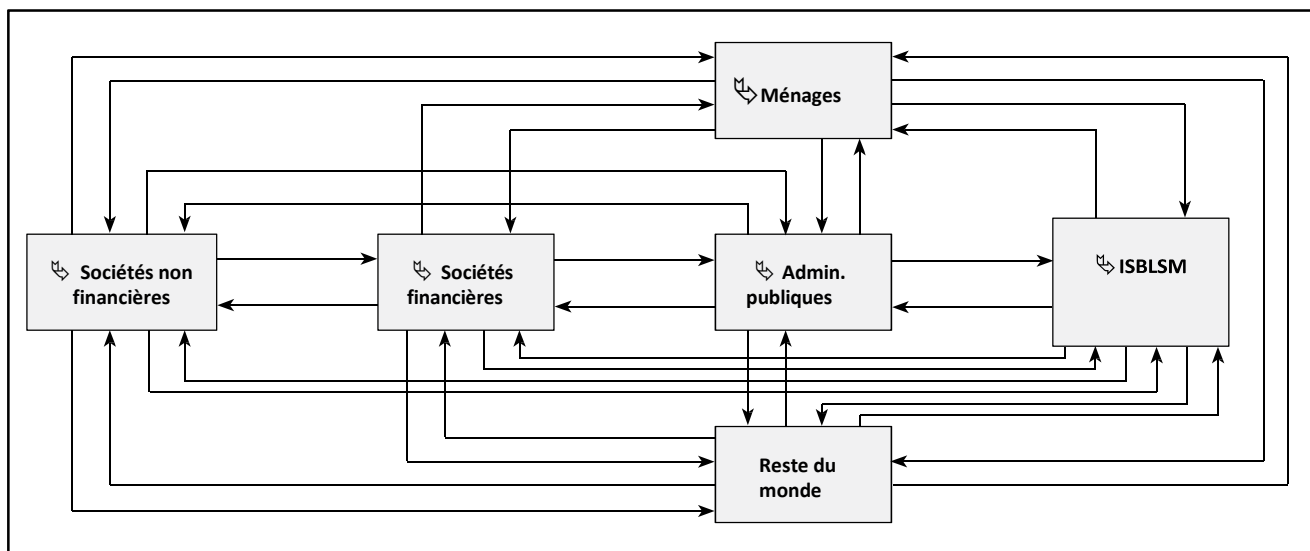 Ménages
Sociétés non
financières
Sociétés
financières
Admin.
publiques
ISBLSM
Reste du
monde